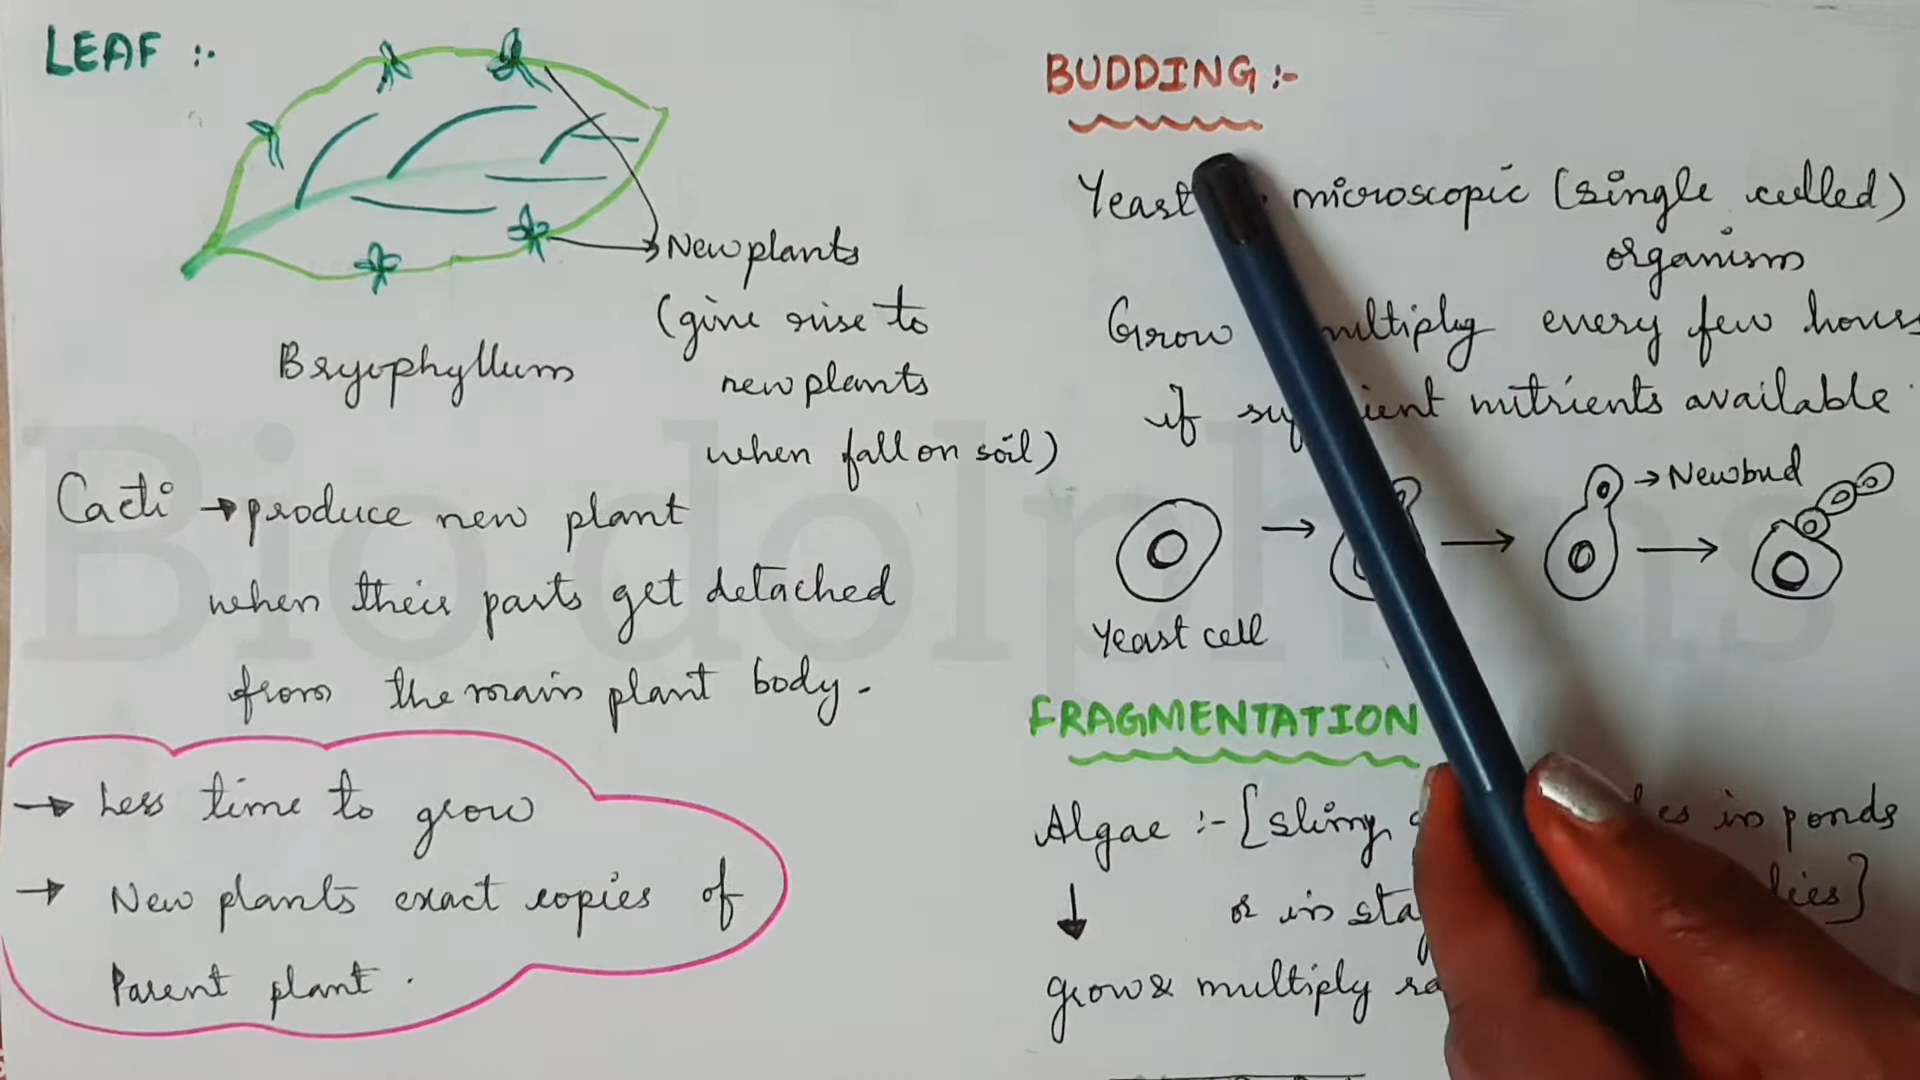 LEAF :-
New plants
(give rise to
new plants
when fall on soil)
Bryophyllum
Cacti → produce new plant
when their parts get detached
from the main plant body.
→ Less time to grow
→ New plants exact copies of
Parent plant.
BUDDING :-
Yeast microscopic (single celled)
organism
Grow multiply every few hours
if nutrients available
→ New bud
Yeast cell
FRAGMENTATION
Algae :- [slimy in ponds
or in
grow & multiply
Bio dolphins